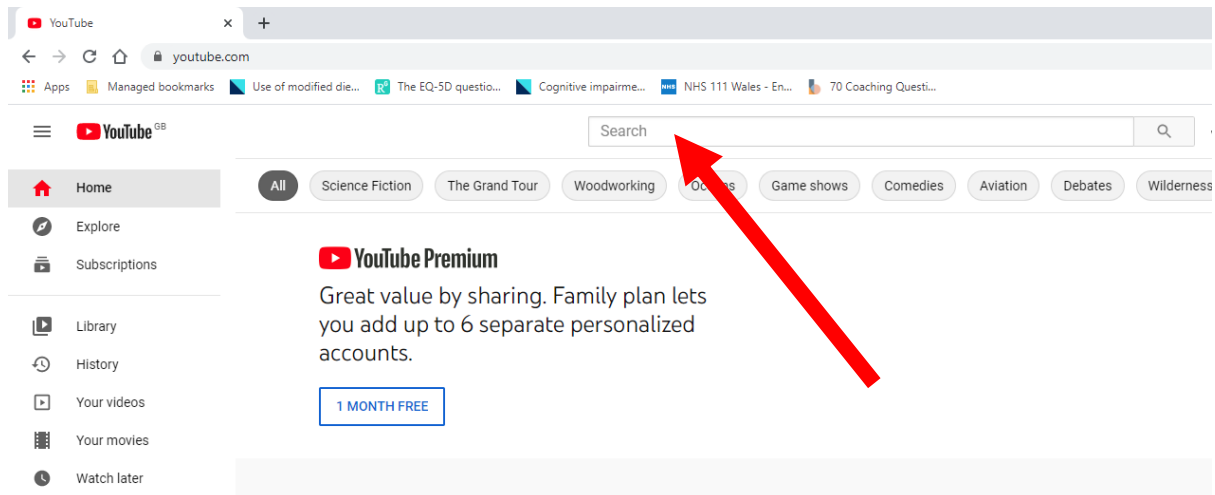 YouTube
youtube.com
Apps Managed bookmarks Use of modified die... The EQ-5D questio... Cognitive impairme... NHS 111 Wales - En... 70 Coaching Questi...
YouTube GB Search
All Science Fiction The Grand Tour Woodworking Game shows Comedies Aviation Debates Wilderness
Home
Explore
Subscriptions
Library
History
Your videos
Your movies
Watch later
YouTube Premium
Great value by sharing. Family plan lets
you add up to 6 separate personalized
accounts.
1 MONTH FREE